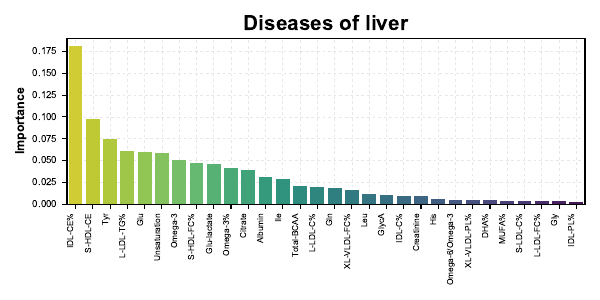 Diseases of liver
Importance
0.175
0.150
0.125
0.100
0.075
0.050
0.025
0.000
IDL-CE%
S-HDL-CE
Tyr
L-LDL-TG%
Glu
Unsaturation
Omega-3
S-HDL-FC%
Glu-lactate
Omega-3%
Citrate
Albumin
Ile
Total-BCAA
L-LDL-C%
Gln
XL-VLDL-FC%
Leu
GlycA
IDL-C%
Creatinine
His
Omega-6/Omega-3
XL-VLDL-PL%
DHA%
MUFA%
S-LDL-C%
L-LDL-FC%
Gly
IDL-PL%